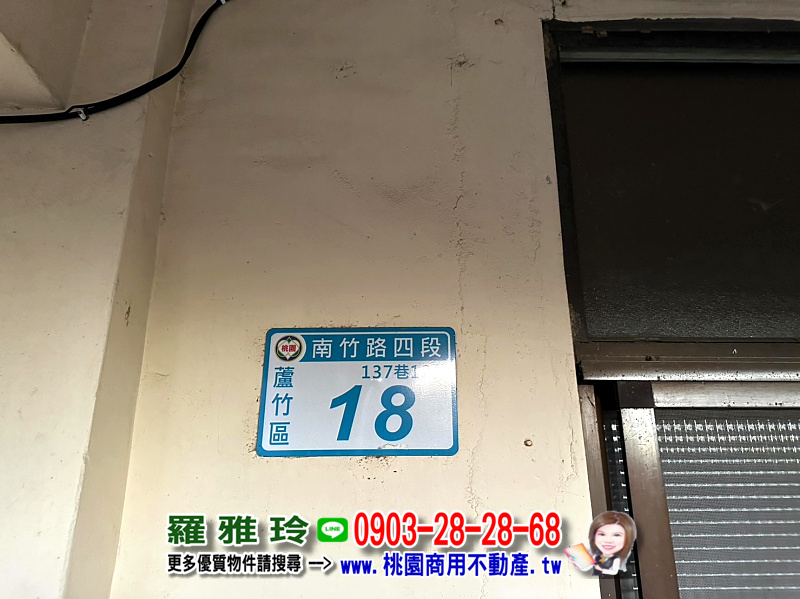 桃園 南竹路四段
137巷
蘆竹區
18
羅雅玲 LINE 0903-28-28-68
更多優質物件請搜尋 —> www.桃園商用不動產.tw